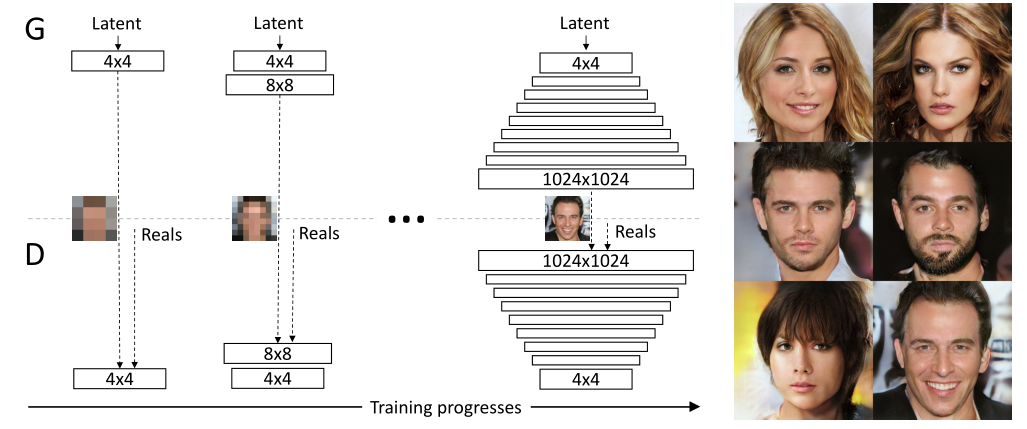 G
Latent
Latent
Latent
4x4
4x4
4x4
8x8
1024x1024
Reals
Reals
Reals
D
1024x1024
8x8
4x4
4x4
4x4
Training progresses